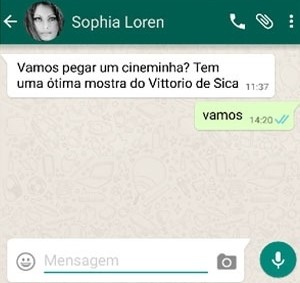 Sophia Loren
Vamos pegar um cineminha? Tem
uma ótima mostra do Vittorio de Sica 11:37
vamos 14:20
Mensagem